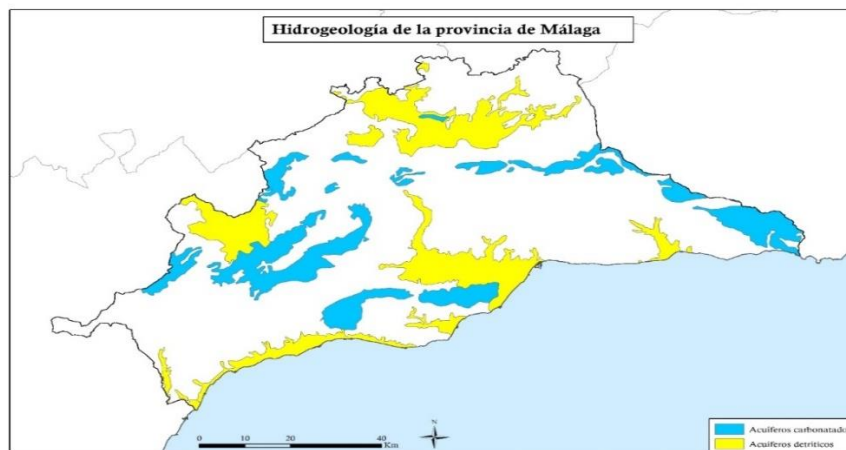 Hidrogeología de la provincia de Málaga
N
0 10 20 40
Km
Acuíferos carbonatado
Acuíferos detríticos